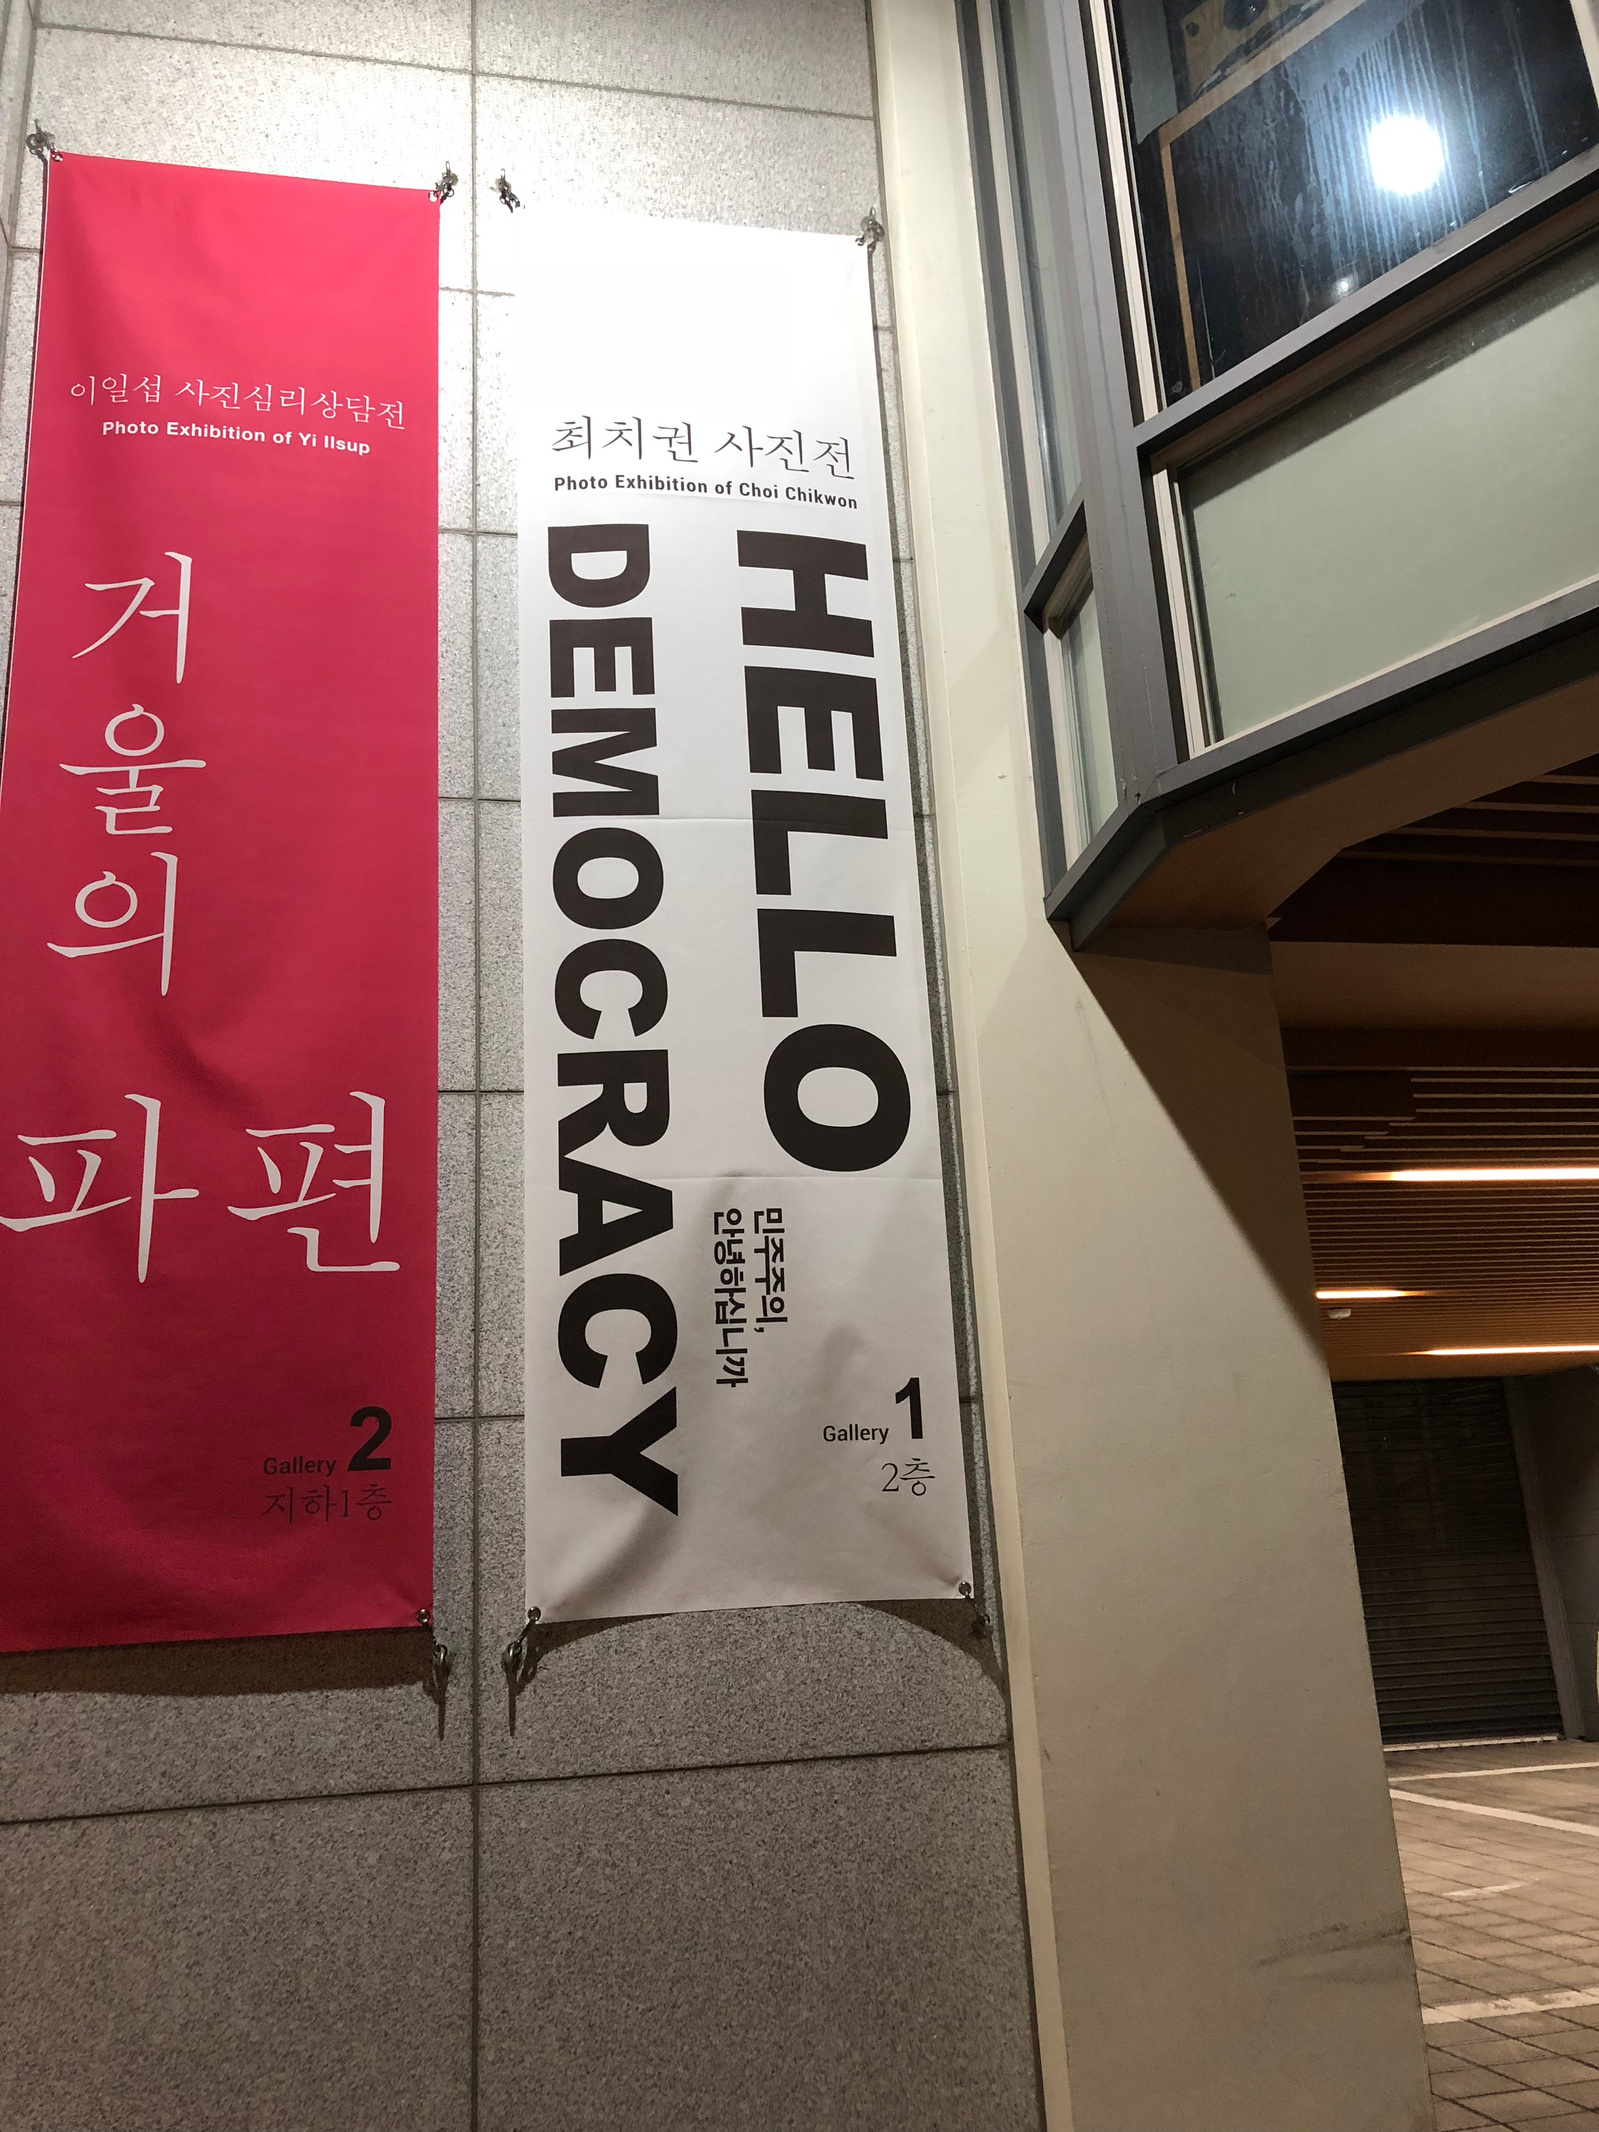 이일섭 사진심리상담전
Photo Exhibition of Yi Ilsup
거울의
파편
Gallery 2
지하1층
최치권 사진전
Photo Exhibition of Choi Chikwon
HELLO
DEMOCRACY
민주주의,
안녕하십니까
Gallery 1
2층